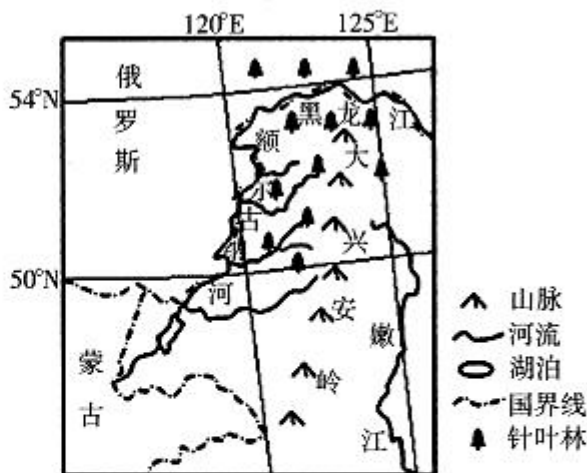 120°E 125°E
54°N
50°N
俄
罗
斯
蒙
古
黑 龙 江
额
尔
古
纳
河
大
兴
安
岭
嫩
江
山脉
河流
湖泊
国界线
针叶林